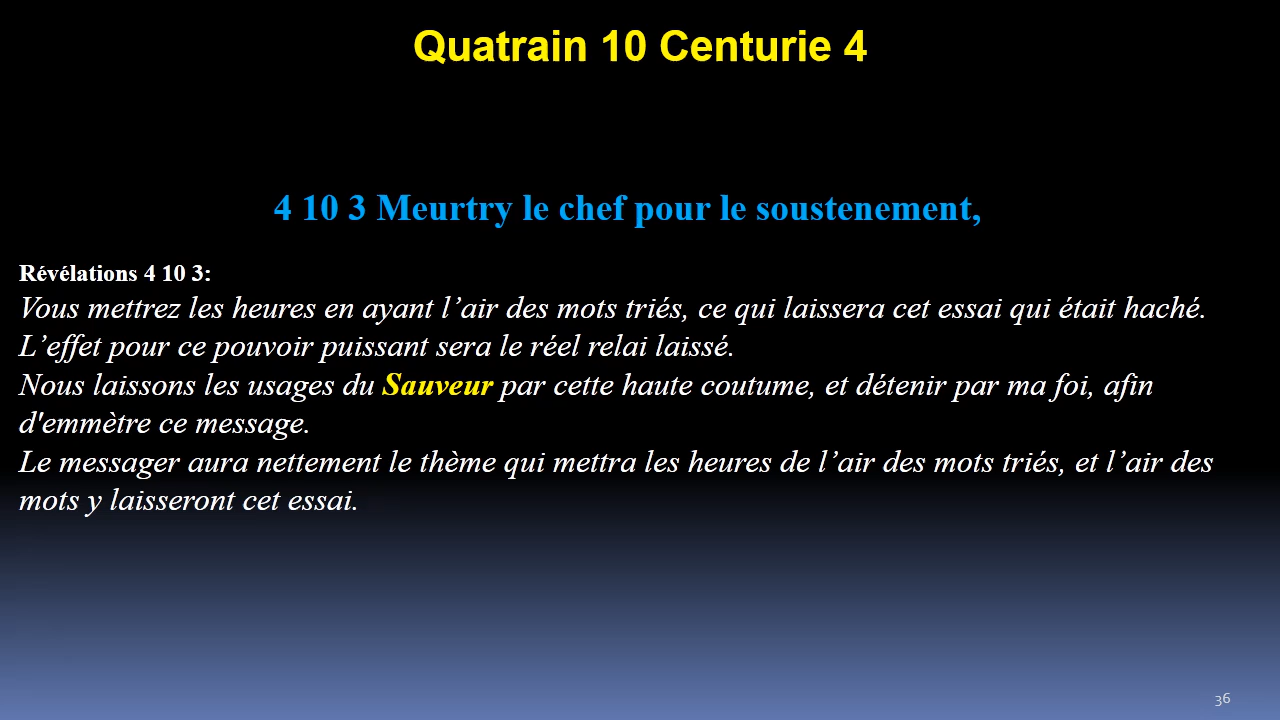 Quatrain 10 Centurie 4
4 10 3 Meurtry le chef pour le soustenement,
Révélations 4 10 3:
Vous mettrez les heures en ayant l’air des mots triés, ce qui laissera cet essai qui était haché.
L’effet pour ce pouvoir puissant sera le réel relai laissé.
Nous laissons les usages du Sauveur par cette haute coutume, et détenir par ma foi, afin
d'emmètre ce message.
Le messager aura nettement le thème qui mettra les heures de l’air des mots triés, et l’air des
mots y laisseront cet essai.
36